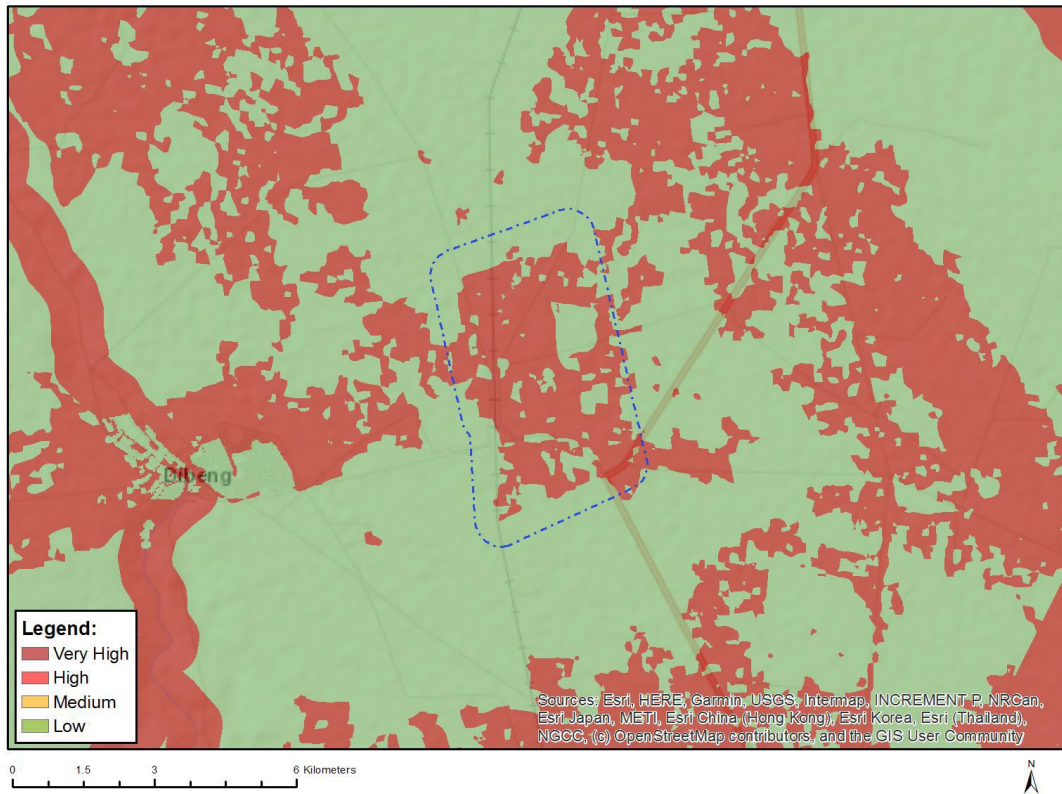 Dibeng
Legend:
Very High
High
Medium
Low
Sources: Esri, HERE, Garmin, USGS, Intermap, INCREMENT P, NRCan,
Esri Japan, METI, Esri China (Hong Kong), Esri Korea, Esri (Thailand),
NGCC, (c) OpenStreetMap contributors, and the GIS User Community
0 1.5 3 6 Kilometers
N